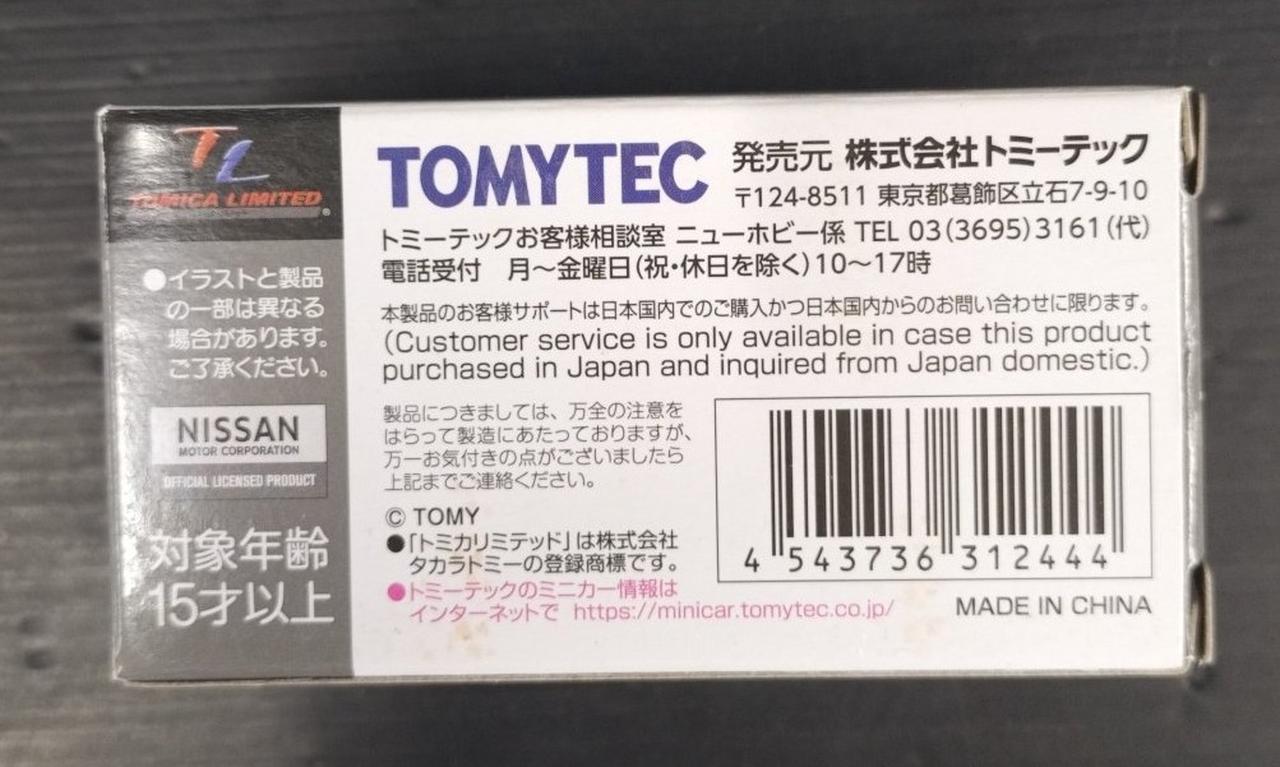 TL
TOMICA LIMITED
●イラストと製品
の一部は異なる
場合があります。
ご了承ください。
NISSAN
MOTOR CORPORATION
OFFICIAL LICENSED PRODUCT
対象年齢
15才以上
TOMYTEC 発売元 株式会社トミーテック
〒124-8511 東京都葛飾区立石7-9-10
トミーテックお客様相談室 ニューホビー係 TEL 03(3695)3161(代)
電話受付 月~金曜日(祝・休日を除く)10~17時
本製品のお客様サポートは日本国内でのご購入かつ日本国内からのお問い合わせに限ります。
(Customer service is only available in case this product
purchased in Japan and inquired from Japan domestic.)
製品につきましては、万全の注意を
はらって製造にあたっておりますが、
万一お気付きの点がございましたら
上記までご連絡ください。
© TOMY
●「トミカリミテッド」は株式会社
タカラトミーの登録商標です。
●トミーテックのミニカー情報は
インターネットで https://minicar.tomytec.co.jp/
4 543736 312444
MADE IN CHINA